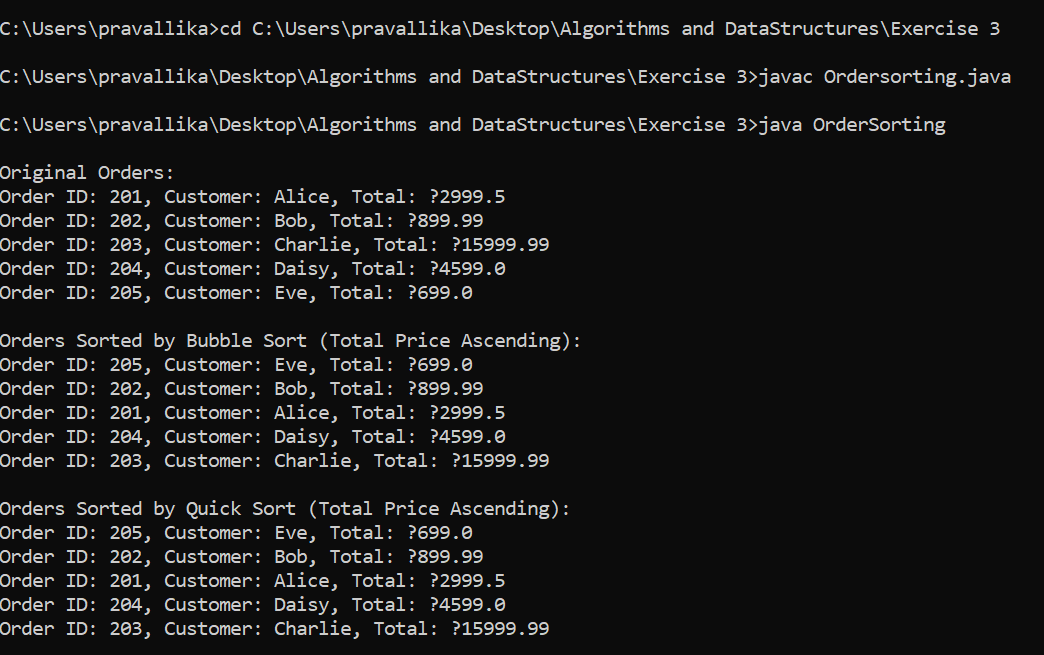 C:\Users\pravallika>cd C:\Users\pravallika\Desktop\Algorithms and DataStructures\Exercise 3
C:\Users\pravallika\Desktop\Algorithms and DataStructures\Exercise 3>javac Ordersorting.java
C:\Users\pravallika\Desktop\Algorithms and DataStructures\Exercise 3>java OrderSorting
Original Orders:
Order ID: 201, Customer: Alice, Total: ?2999.5
Order ID: 202, Customer: Bob, Total: ?899.99
Order ID: 203, Customer: Charlie, Total: ?15999.99
Order ID: 204, Customer: Daisy, Total: ?4599.0
Order ID: 205, Customer: Eve, Total: ?699.0
Orders Sorted by Bubble Sort (Total Price Ascending):
Order ID: 205, Customer: Eve, Total: ?699.0
Order ID: 202, Customer: Bob, Total: ?899.99
Order ID: 201, Customer: Alice, Total: ?2999.5
Order ID: 204, Customer: Daisy, Total: ?4599.0
Order ID: 203, Customer: Charlie, Total: ?15999.99
Orders Sorted by Quick Sort (Total Price Ascending):
Order ID: 205, Customer: Eve, Total: ?699.0
Order ID: 202, Customer: Bob, Total: ?899.99
Order ID: 201, Customer: Alice, Total: ?2999.5
Order ID: 204, Customer: Daisy, Total: ?4599.0
Order ID: 203, Customer: Charlie, Total: ?15999.99